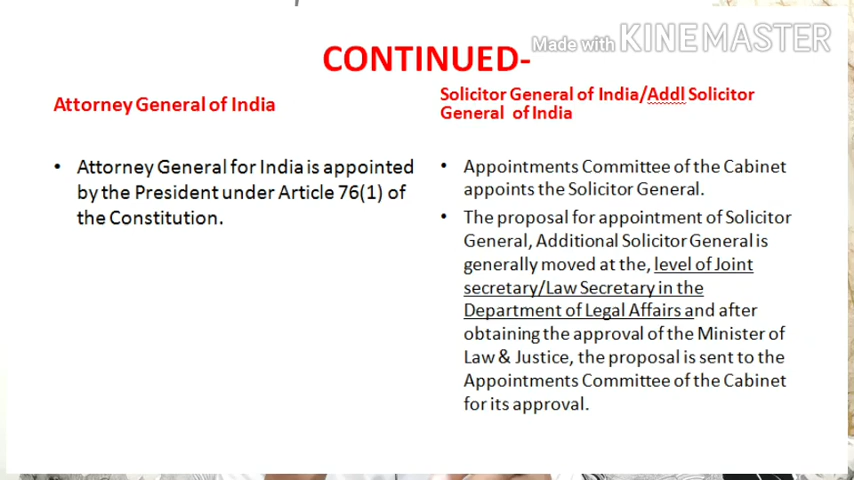 Made with KINEMASTER
CONTINUED-
Attorney General of India
• Attorney General for India is appointed
by the President under Article 76(1) of
the Constitution.
Solicitor General of India/Addl Solicitor
General of India
• Appointments Committee of the Cabinet
appoints the Solicitor General.
• The proposal for appointment of Solicitor
General, Additional Solicitor General is
generally moved at the, level of Joint
secretary/Law Secretary in the
Department of Legal Affairs and after
obtaining the approval of the Minister of
Law & Justice, the proposal is sent to the
Appointments Committee of the Cabinet
for its approval.